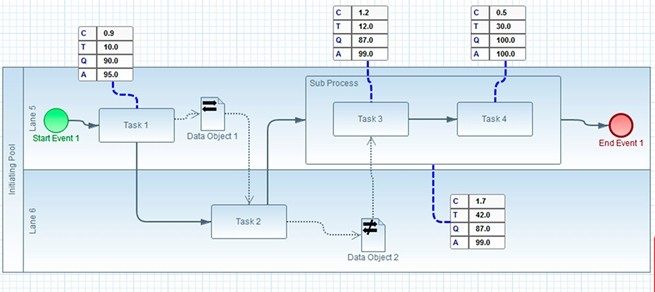 C 1.2
T 12.0
Q 87.0
A 99.0
C 0.5
T 30.0
Q 100.0
A 100.0
C 0.9
T 10.0
Q 90.0
A 95.0
Initiating Pool
Lane 5
Start Event 1
Task 1
Data Object 1
Sub Process
Task 3
Task 4
End Event 1
Lane 6
Task 2
Data Object 2
C 1.7
T 42.0
Q 87.0
A 99.0